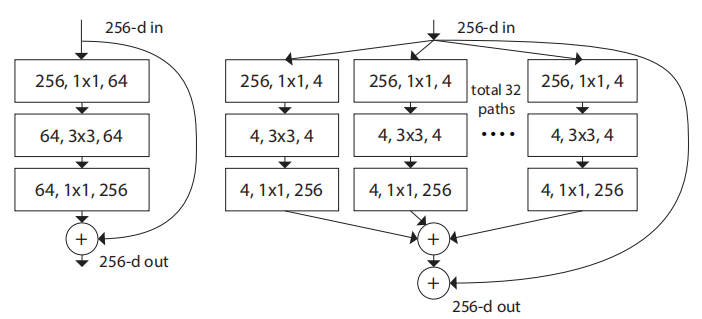 256-d in
256, 1x1, 64
64, 3x3, 64
64, 1x1, 256
+
256-d out
256-d in
256, 1x1, 4
256, 1x1, 4
total 32
paths
....
256, 1x1, 4
4, 3x3, 4
4, 3x3, 4
4, 3x3, 4
4, 1x1, 256
4, 1x1, 256
4, 1x1, 256
+
+
256-d out